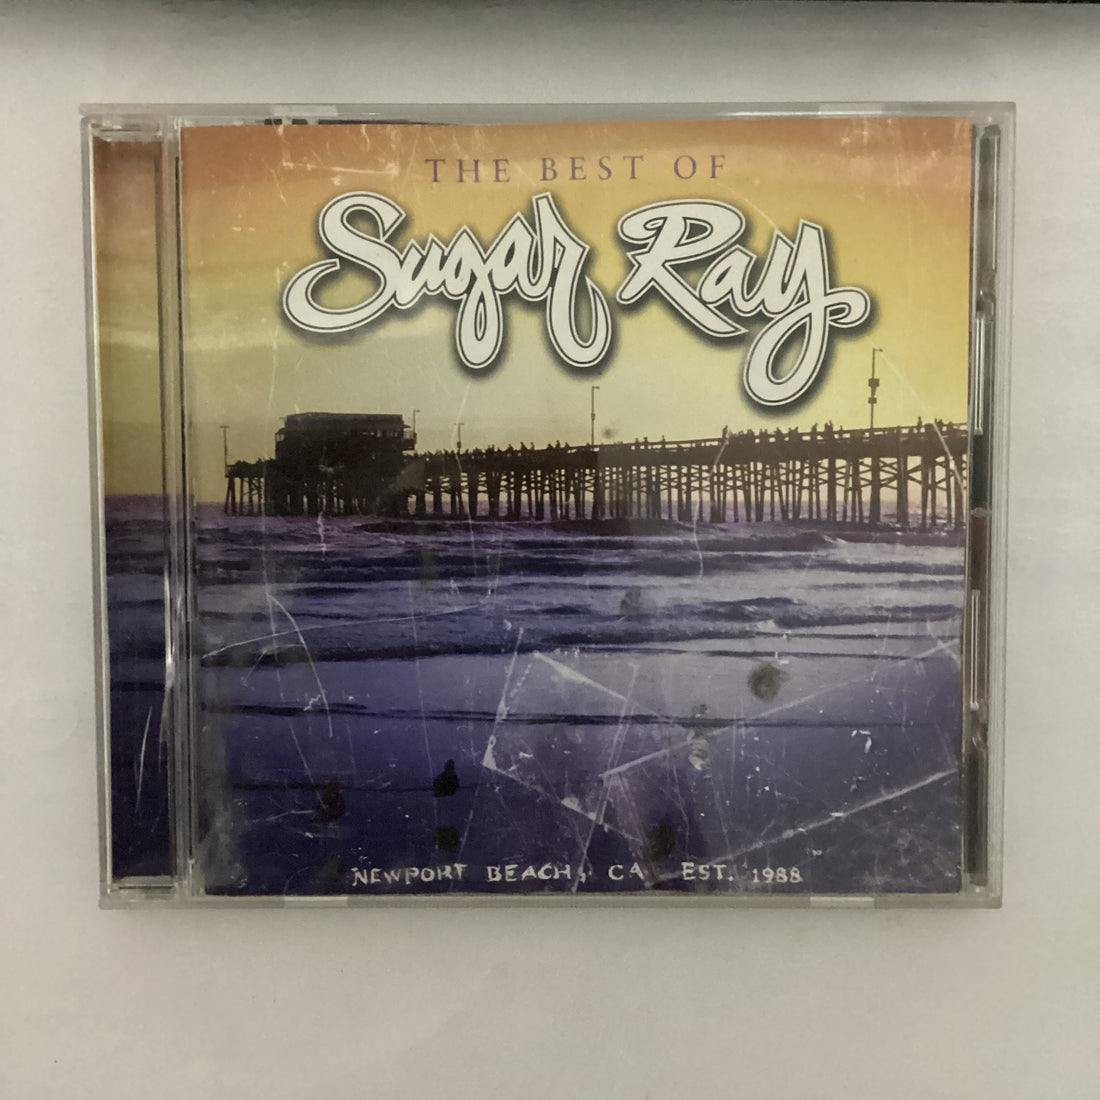 THE BEST OF
Sugar Ray
NEWPORT BEACH, CA EST. 1988